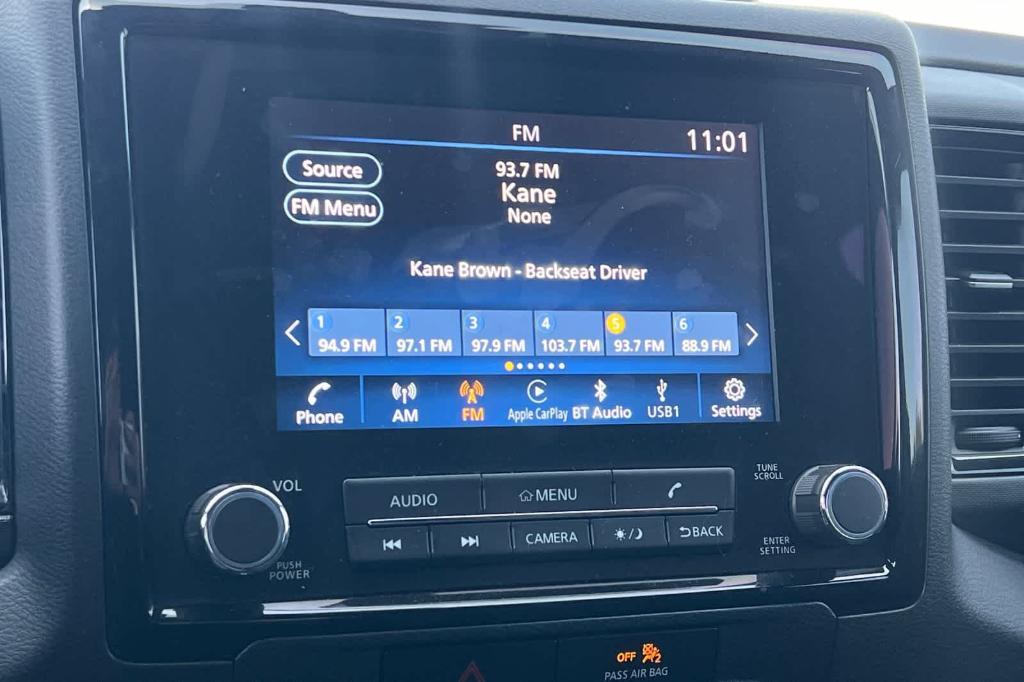 FM
11:01
Source
93.7 FM
Kane
FM Menu
None
Kane Brown - Backseat Driver
1 2 3 4 5 6
94.9 FM 97.1 FM 97.9 FM 103.7 FM 93.7 FM 88.9 FM
Phone AM FM Apple CarPlay BT Audio USB1 Settings
VOL
AUDIO MENU
TUNE
SCROLL
CAMERA BACK
PUSH
POWER
ENTER
SETTING
OFF 2
PASS AIR BAG